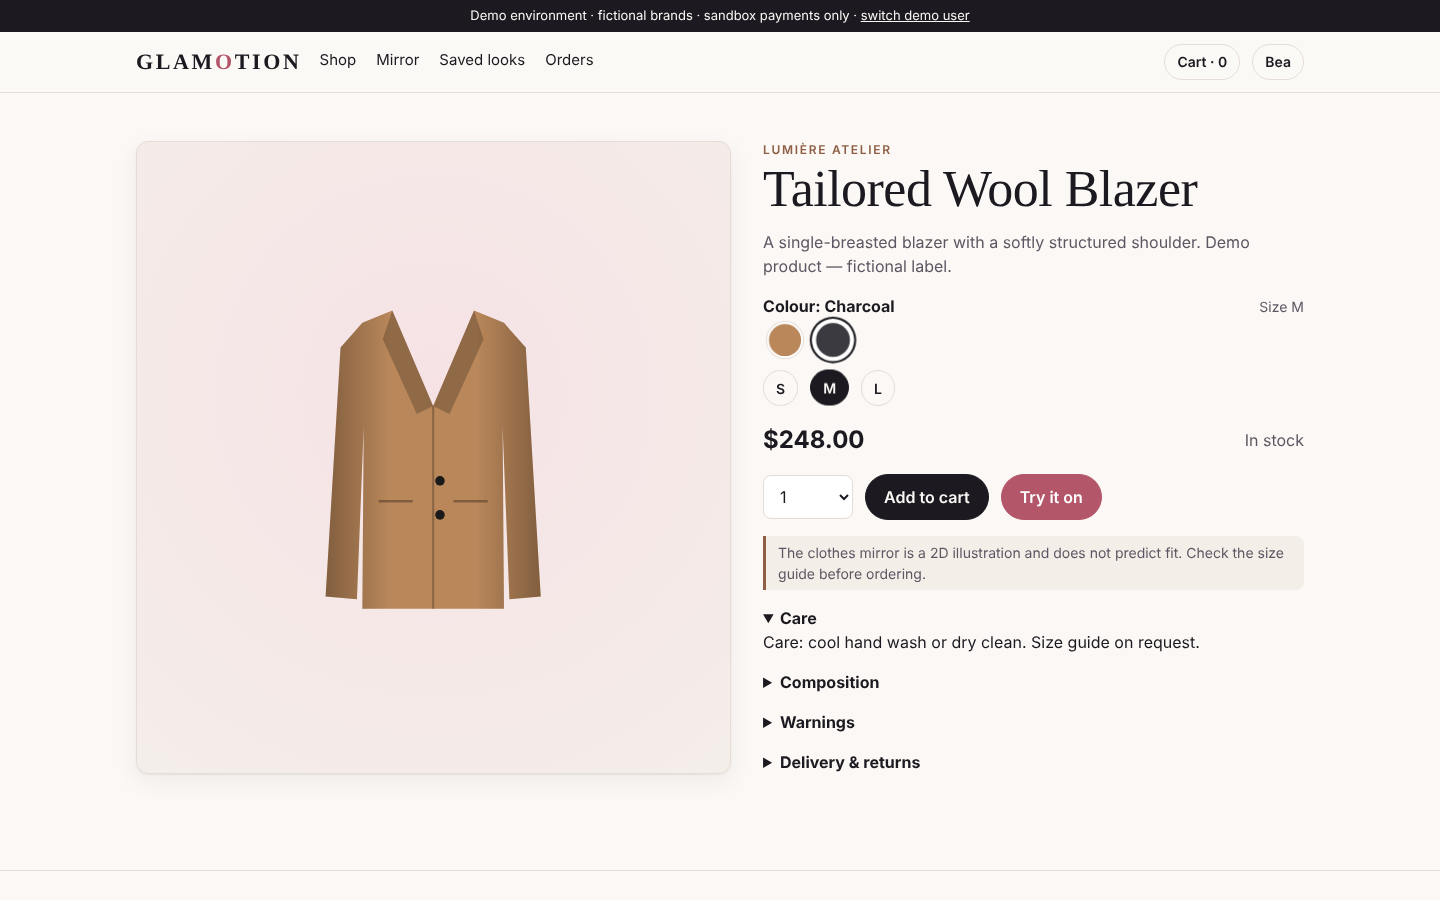 Demo environment · fictional brands · sandbox payments only · switch demo user
GLAMOTION
Shop
Mirror
Saved looks
Orders
Cart · 0
Bea
LUMIÈRE ATELIER
Tailored Wool Blazer
A single-breasted blazer with a softly structured shoulder. Demo
product — fictional label.
Colour: Charcoal
Size M
S
M
L
$248.00
In stock
1
Add to cart
Try it on
The clothes mirror is a 2D illustration and does not predict fit. Check the size
guide before ordering.
Care
Care: cool hand wash or dry clean. Size guide on request.
Composition
Warnings
Delivery & returns